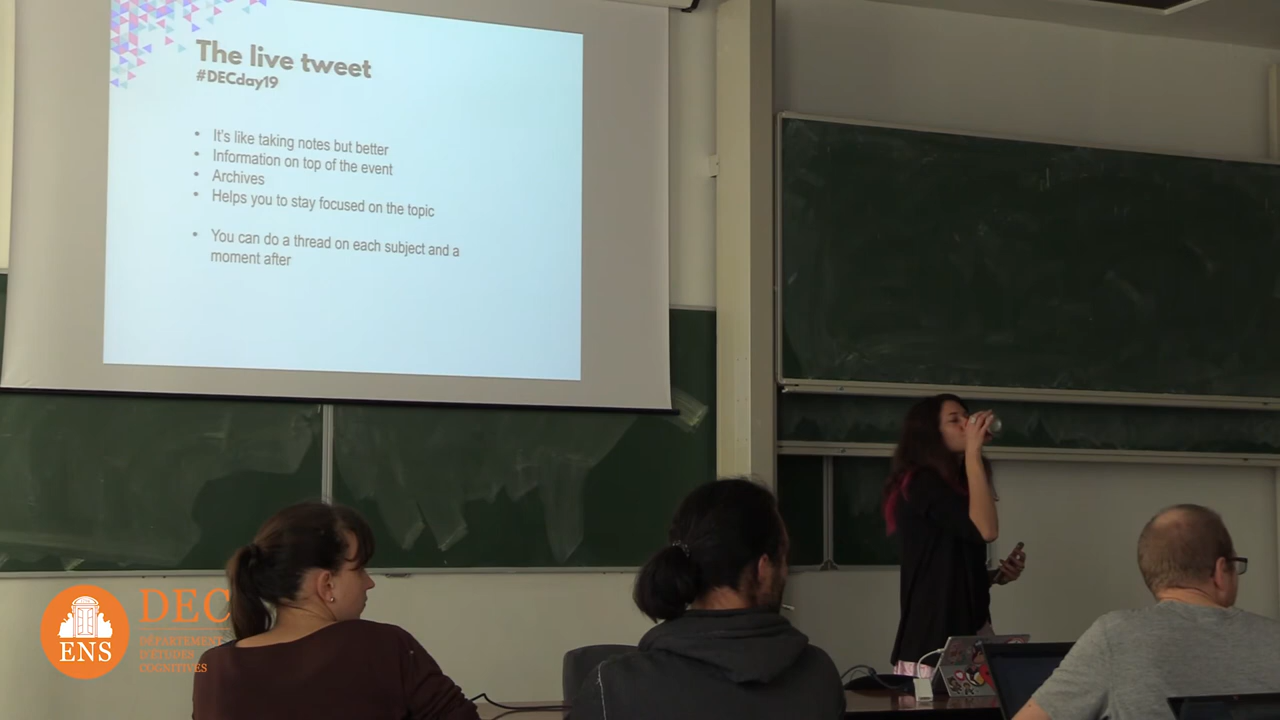 The live tweet
#DECday19
• It's like taking notes but better
• Information on top of the event
• Archives
• Helps you to stay focused on the topic
• You can do a thread on each subject and a
moment after
DEC
ENS
DÉPARTEMENT
D'ÉTUDES
COGNITIVES